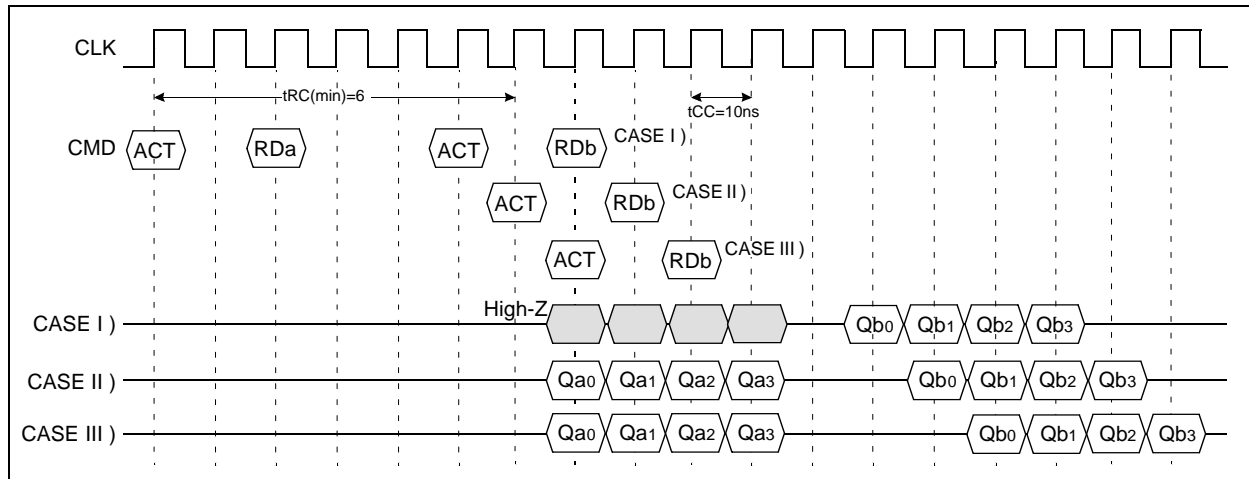 CLK
tRC(min)=6
tCC=10ns
CMD ACT RDa ACT RDb CASE I )
ACT RDb CASE II )
ACT RDb CASE III )
High-Z
CASE I ) Qb0 Qb1 Qb2 Qb3
CASE II ) Qa0 Qa1 Qa2 Qa3 Qb0 Qb1 Qb2 Qb3
CASE III ) Qa0 Qa1 Qa2 Qa3 Qb0 Qb1 Qb2 Qb3